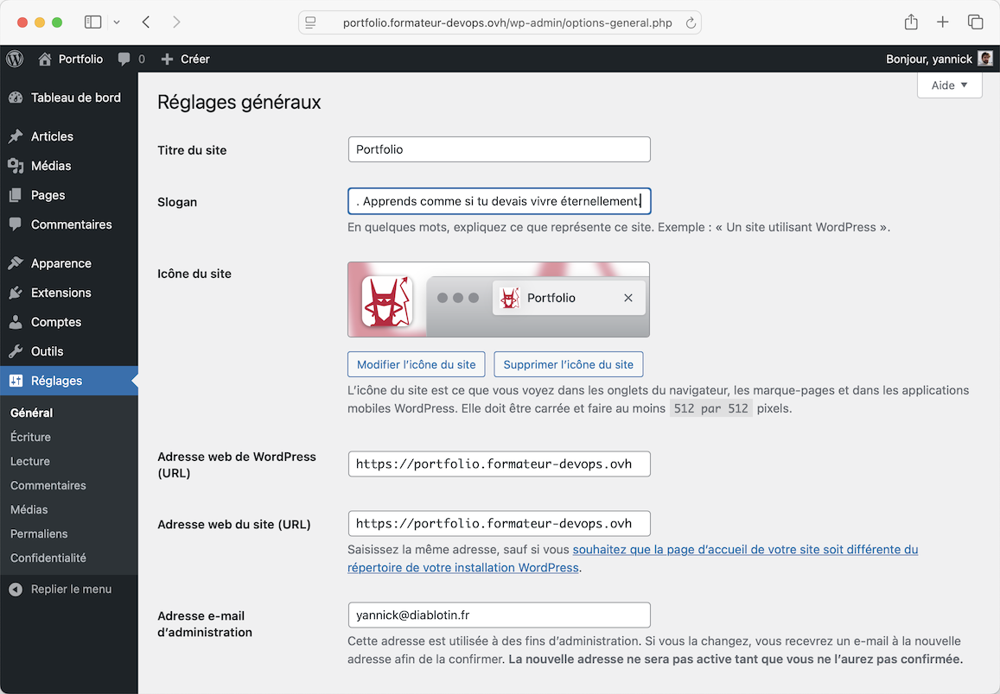 portfolio.formateur-devops.ovh/wp-admin/options-general.php
Portfolio 0 Créer Bonjour, yannick
Aide ▼
Tableau de bord
Articles
Médias
Pages
Commentaires
Apparence
Extensions
Comptes
Outils
Réglages
Général
Écriture
Lecture
Commentaires
Médias
Permaliens
Confidentialité
Replier le menu
Réglages généraux
Titre du site
Portfolio
Slogan
. Apprends comme si tu devais vivre éternellement.
En quelques mots, expliquez ce que représente ce site. Exemple : « Un site utilisant WordPress ».
Icône du site
Portfolio
Modifier l’icône du site Supprimer l’icône du site
L’icône du site est ce que vous voyez dans les onglets du navigateur, les marque-pages et dans les applications
mobiles WordPress. Elle doit être carrée et faire au moins 512 par 512 pixels.
Adresse web de WordPress
(URL)
https://portfolio.formateur-devops.ovh
Adresse web du site (URL)
https://portfolio.formateur-devops.ovh
Saisissez la même adresse, sauf si vous souhaitez que la page d’accueil de votre site soit différente du
répertoire de votre installation WordPress.
Adresse e-mail
d’administration
yannick@diablotin.fr
Cette adresse est utilisée à des fins d’administration. Si vous la changez, vous recevrez un e-mail à la nouvelle
adresse afin de la confirmer. La nouvelle adresse ne sera pas active tant que vous ne l’aurez pas confirmée.